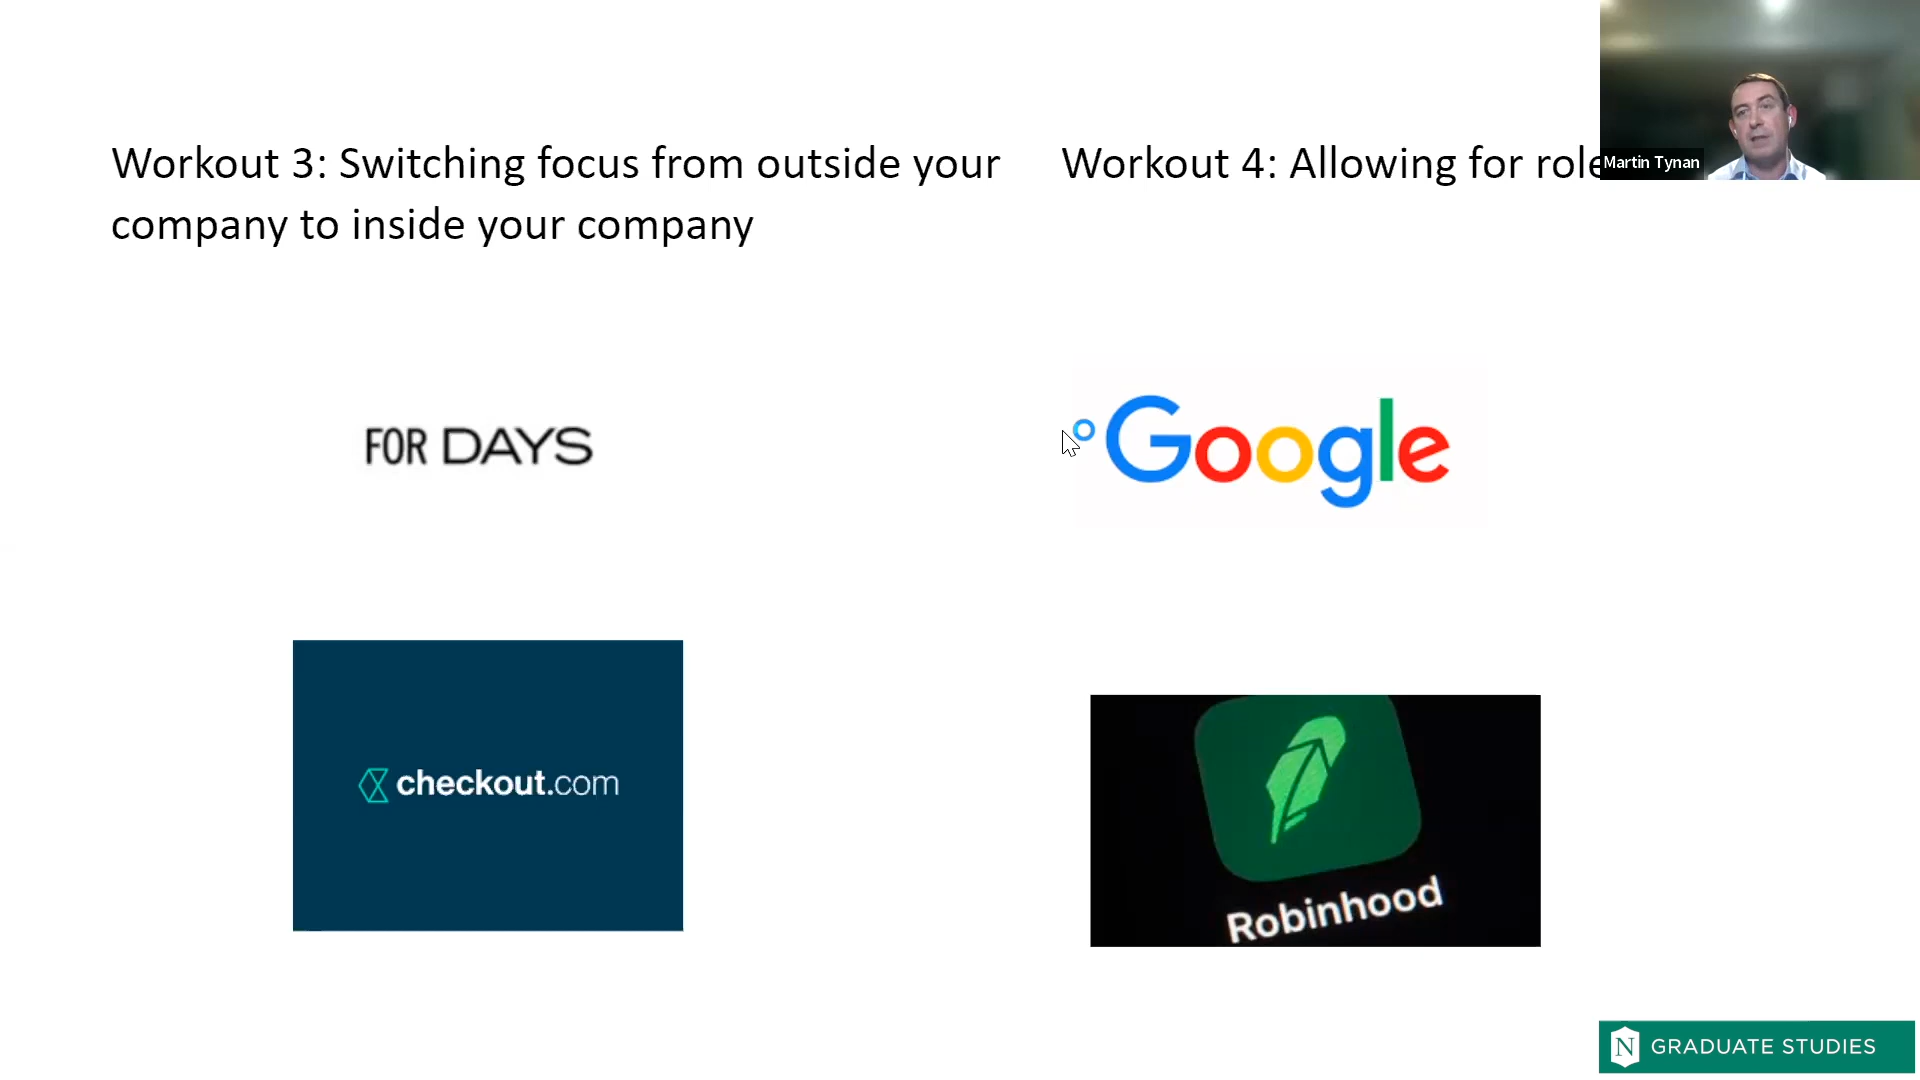 Workout 3: Switching focus from outside your
company to inside your company
Workout 4: Allowing for role
Martin Tynan
FOR DAYS
Google
checkout.com
Robinhood
N GRADUATE STUDIES